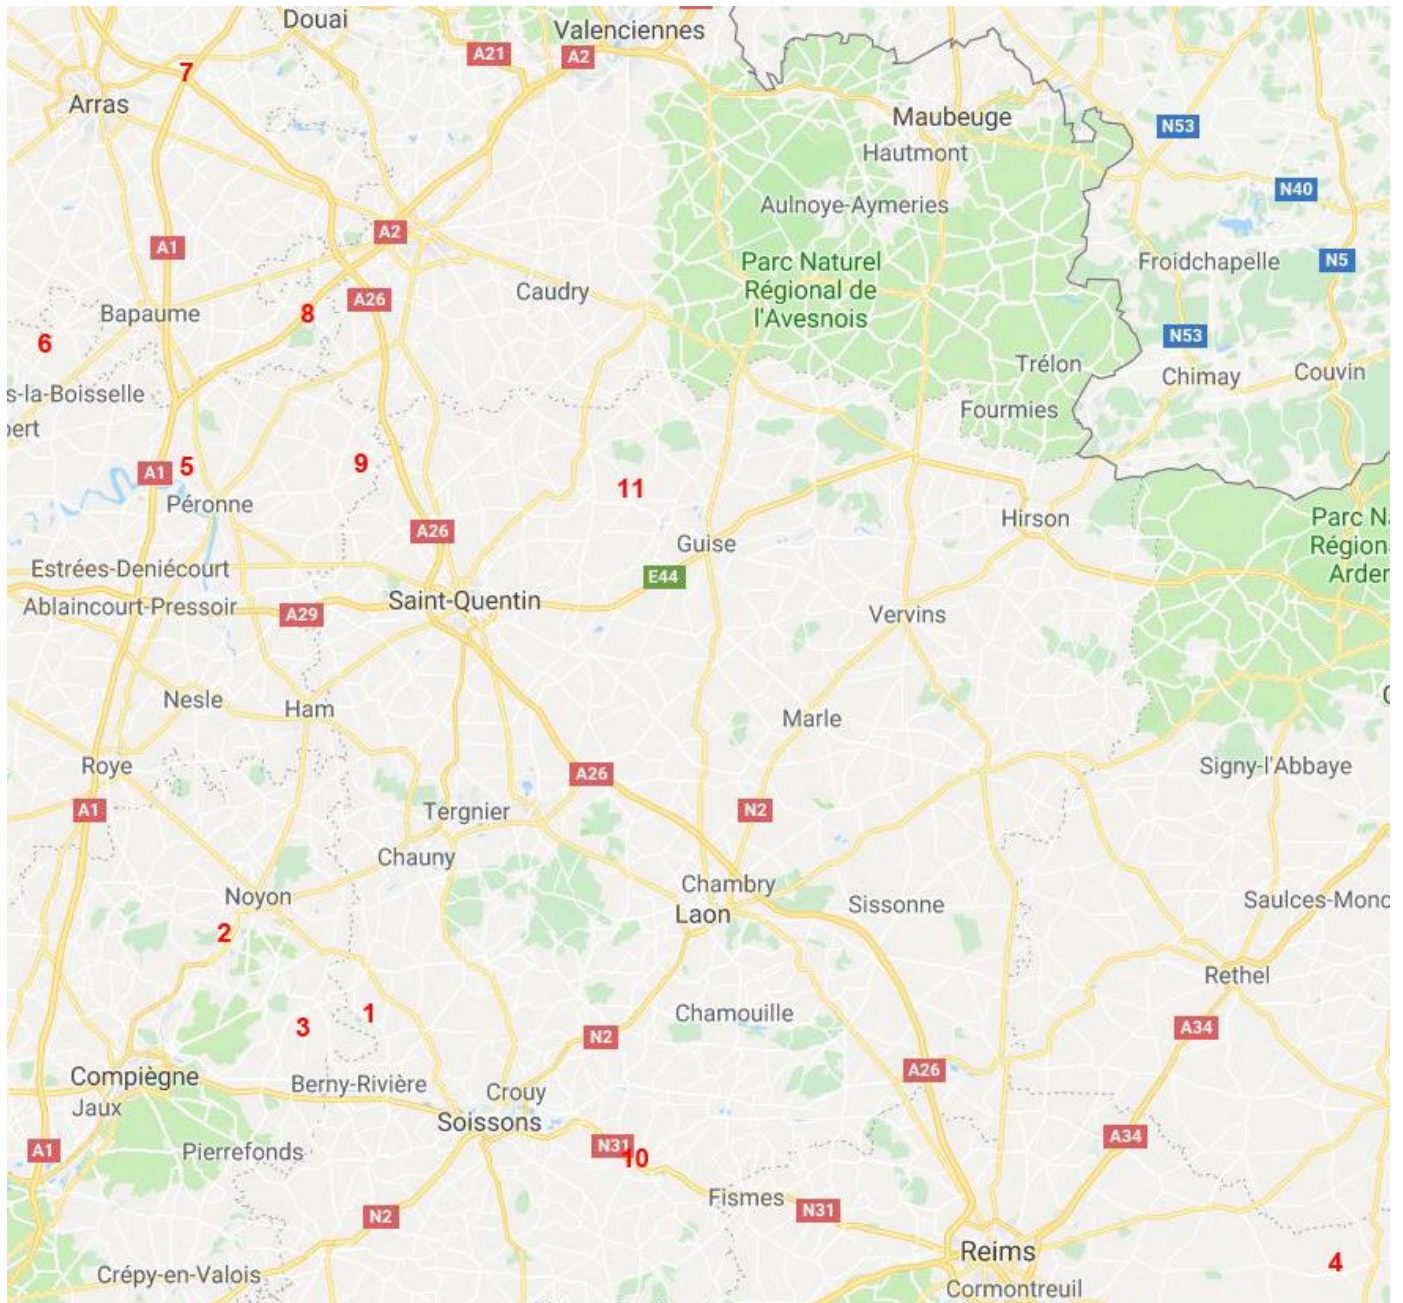 Douai
Valenciennes
A21
A2
7
Arras
Maubeuge
N53
Hautmont
N40
Aulnoye-Aymeries
A2
A1
Parc Naturel
Régional de
l'Avesnois
Froidchapelle
N5
A26
Caudry
Bapaume
8
6
N53
Trélon
Chimay
Couvin
s-la-Boisselle
Fourmies
pert
5
A1
9
11
Péronne
A26
Hirson
Parc Na
Région
Arder
Guise
Estrées-Deniécourt
E44
Ablaincourt-Pressoir
A29
Saint-Quentin
Vervins
Nesle
Ham
Marle
Roye
A26
Signy-l'Abbaye
A1
Tergnier
N2
Chauny
Chambry
Noyon
Laon
Sissonne
Saulces-Monc
2
Rethel
1
3
Chamouille
N2
A34
Compiègne
Berny-Rivière
A26
Jaux
Crouy
Soissons
A34
A1
Pierrefonds
N31
10
Fismes
N2
N31
Reims
4
Crépy-en-Valois
Cormontreuil